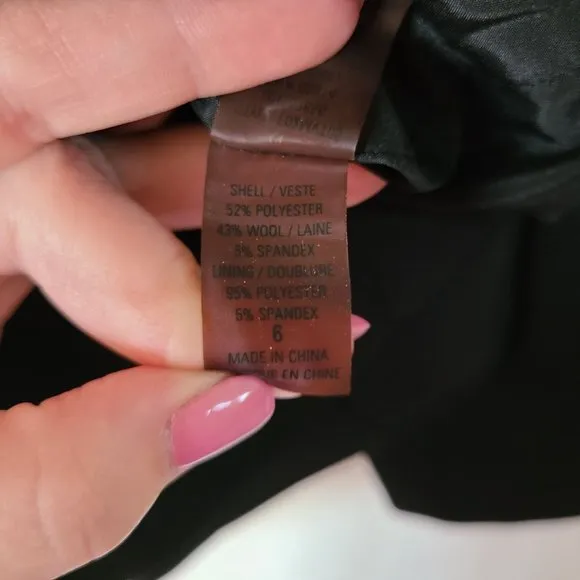 SHELL / VESTE
52% POLYESTER
43% WOOL / LAINE
5% SPANDEX
LINING / DOUBLURE
95% POLYESTER
5% SPANDEX
6
MADE IN CHINA
EN CHINE